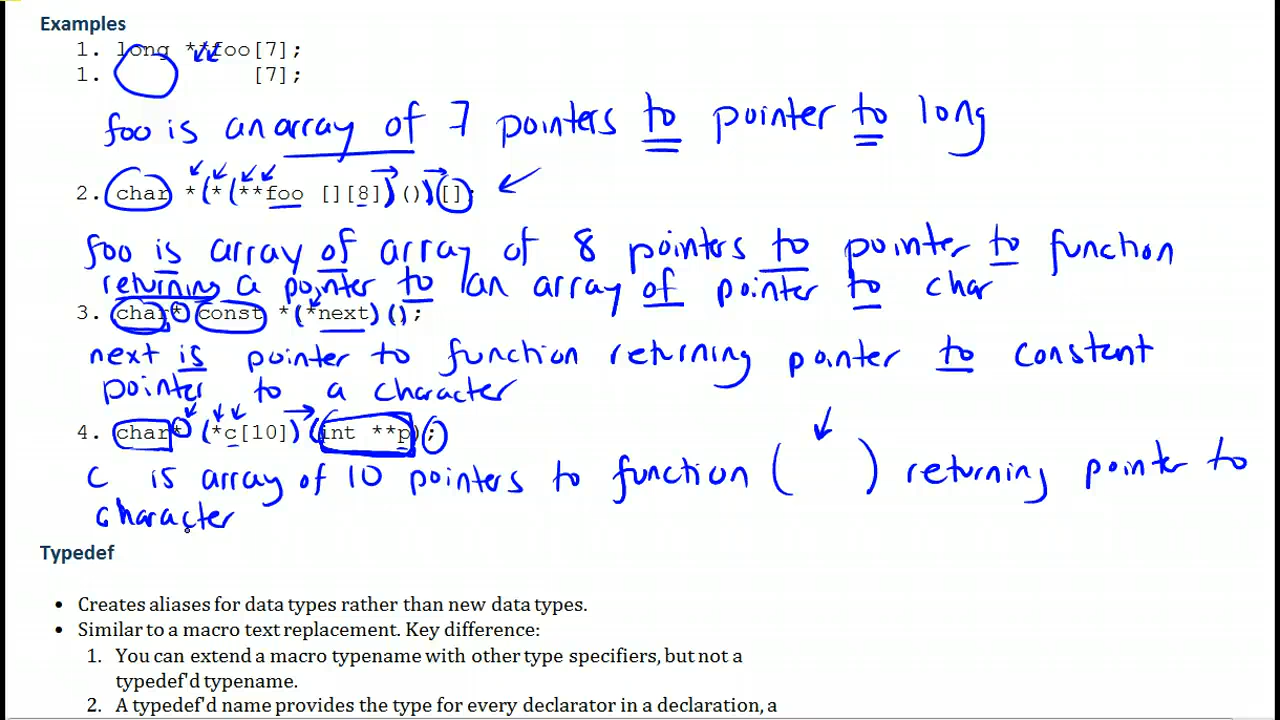 Examples
1. long **foo[7];
1. [7];
foo is an array of 7 pointers to pointer to long
2. char *(*(**foo [][8])())[]
foo is array of array of 8 pointers to pointer to function
returning a pointer to an array of pointer to char
3. char* const *(*next)();
next is pointer to function returning pointer to constant
pointer to a character
4. char* (*c[10])(int **p);
c is array of 10 pointers to function ( ) returning pointer to
character
Typedef
• Creates aliases for data types rather than new data types.
• Similar to a macro text replacement. Key difference:
1. You can extend a macro typename with other type specifiers, but not a
typedef'd typename.
2. A typedef'd name provides the type for every declarator in a declaration, a